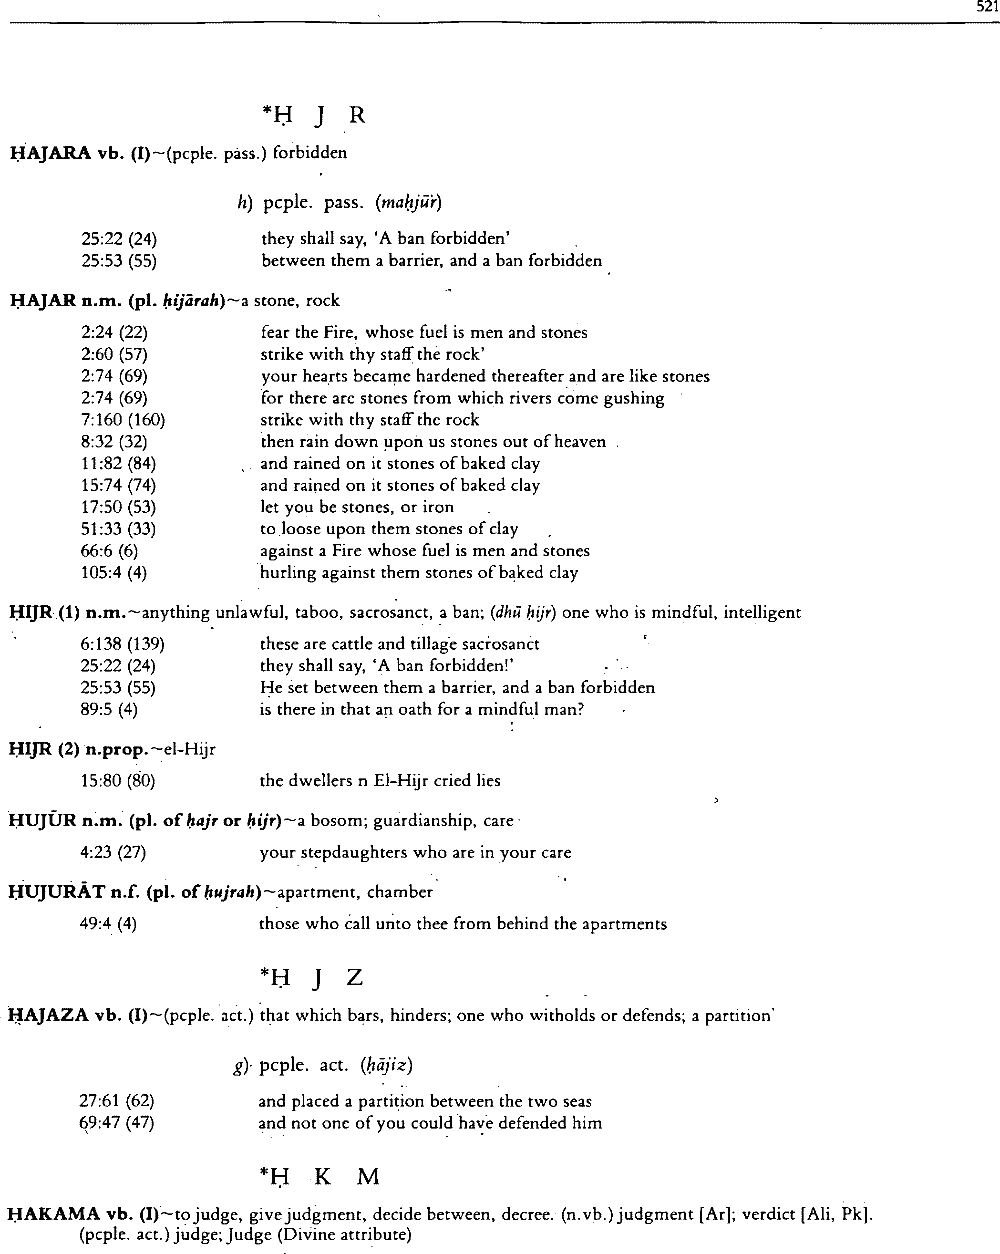 521
*Ḥ J R
ḤAJARA vb. (I)~(pcple. pass.) forbidden
h) pcple. pass. (maḥjūr)
25:22 (24) they shall say, ‘A ban forbidden’
25:53 (55) between them a barrier, and a ban forbidden
ḤAJAR n.m. (pl. ḥijārah)~a stone, rock
2:24 (22) fear the Fire, whose fuel is men and stones
2:60 (57) strike with thy staff the rock’
2:74 (69) your hearts became hardened thereafter and are like stones
2:74 (69) for there are stones from which rivers come gushing
7:160 (160) strike with thy staff the rock
8:32 (32) then rain down upon us stones out of heaven
11:82 (84) and rained on it stones of baked clay
15:74 (74) and rained on it stones of baked clay
17:50 (53) let you be stones, or iron
51:33 (33) to loose upon them stones of clay
66:6 (6) against a Fire whose fuel is men and stones
105:4 (4) hurling against them stones of baked clay
ḤIJR (1) n.m.~anything unlawful, taboo, sacrosanct, a ban; (dhū ḥijr) one who is mindful, intelligent
6:138 (139) these are cattle and tillage sacrosanct
25:22 (24) they shall say, ‘A ban forbidden!’
25:53 (55) He set between them a barrier, and a ban forbidden
89:5 (4) is there in that an oath for a mindful man?
ḤIJR (2) n.prop.~el-Hijr
15:80 (80) the dwellers n El-Hijr cried lies
ḤUJŪR n.m. (pl. of ḥajr or ḥijr)~a bosom; guardianship, care
4:23 (27) your stepdaughters who are in your care
ḤUJURĀT n.f. (pl. of ḥujrah)~apartment, chamber
49:4 (4) those who call unto thee from behind the apartments
*Ḥ J Z
ḤAJAZA vb. (I)~(pcple. act.) that which bars, hinders; one who witholds or defends; a partition
g) pcple. act. (ḥājiz)
27:61 (62) and placed a partition between the two seas
69:47 (47) and not one of you could have defended him
*Ḥ K M
ḤAKAMA vb. (I)~to judge, give judgment, decide between, decree. (n.vb.) judgment [Ar]; verdict [Ali, Pk].
(pcple. act.) judge; Judge (Divine attribute)